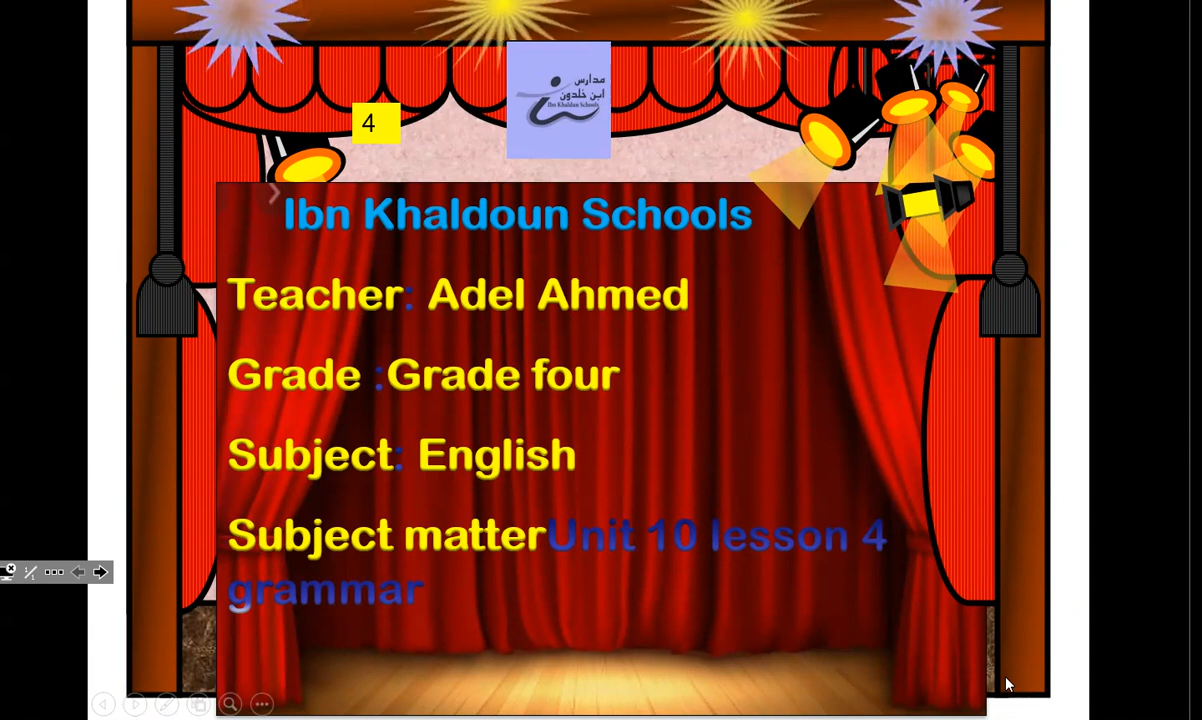 مدارس
ابن خلدون
Ibn Khaldun Schools
4
Ibn Khaldoun Schools
Teacher: Adel Ahmed
Grade :Grade four
Subject: English
Subject matterUnit 10 lesson 4
grammar